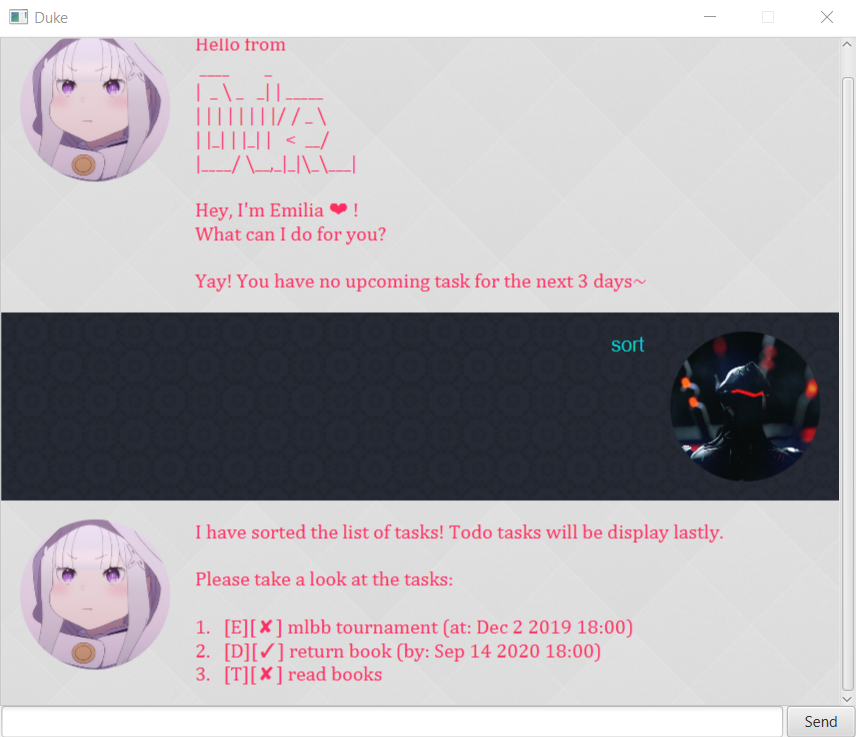 Duke
Hello from
 ____        _
|  _ \ _   _| | _____
| | | | | | | |/ / _ \
| |_| | |_| |   <  __/
|____/ \__,_|_|\_\___|
Hey, I'm Emilia ❤ !
What can I do for you?
Yay! You have no upcoming task for the next 3 days~
sort
I have sorted the list of tasks! Todo tasks will be display lastly.
Please take a look at the tasks:
1. [E][✘] mlbb tournament (at: Dec 2 2019 18:00)
2. [D][✓] return book (by: Sep 14 2020 18:00)
3. [T][✘] read books
Send